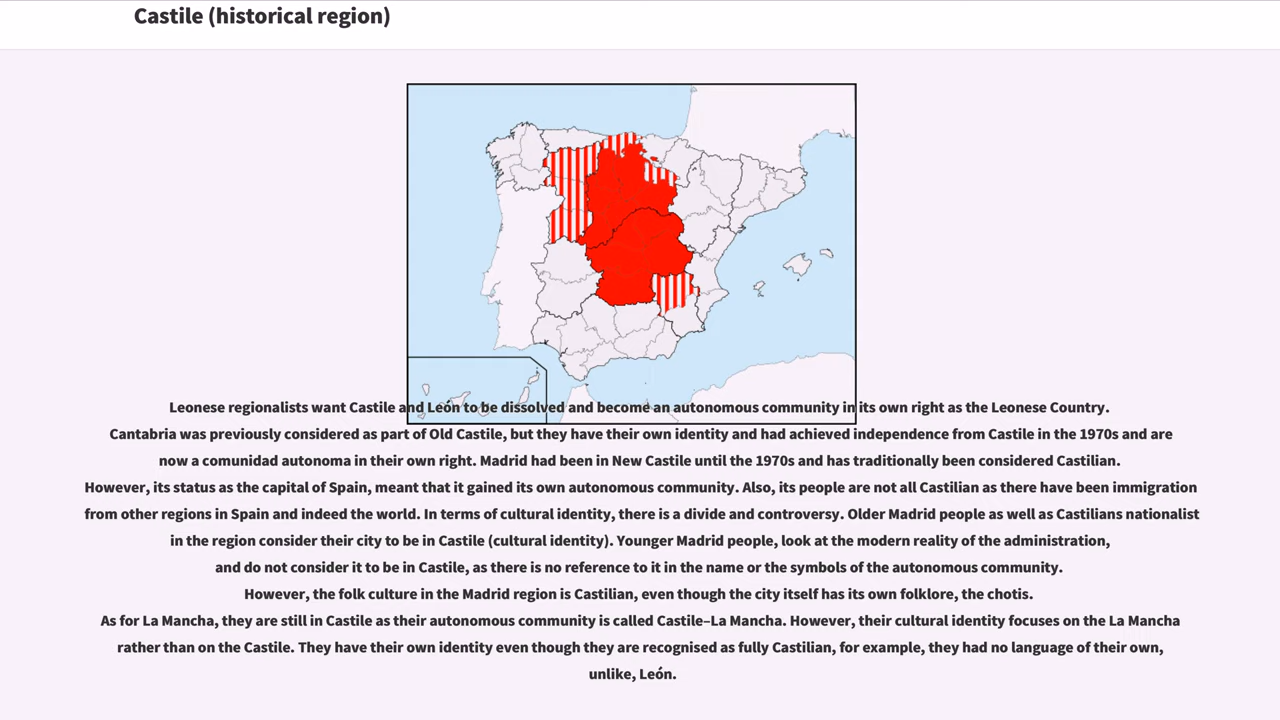 Castile (historical region)
Leonese regionalists want Castile and León to be dissolved and become an autonomous community in its own right as the Leonese Country.
Cantabria was previously considered as part of Old Castile, but they have their own identity and had achieved independence from Castile in the 1970s and are
now a comunidad autonoma in their own right. Madrid had been in New Castile until the 1970s and has traditionally been considered Castilian.
However, its status as the capital of Spain, meant that it gained its own autonomous community. Also, its people are not all Castilian as there have been immigration
from other regions in Spain and indeed the world. In terms of cultural identity, there is a divide and controversy. Older Madrid people as well as Castilians nationalist
in the region consider their city to be in Castile (cultural identity). Younger Madrid people, look at the modern reality of the administration,
and do not consider it to be in Castile, as there is no reference to it in the name or the symbols of the autonomous community.
However, the folk culture in the Madrid region is Castilian, even though the city itself has its own folklore, the chotis.
As for La Mancha, they are still in Castile as their autonomous community is called Castile–La Mancha. However, their cultural identity focuses on the La Mancha
rather than on the Castile. They have their own identity even though they are recognised as fully Castilian, for example, they had no language of their own,
unlike, León.